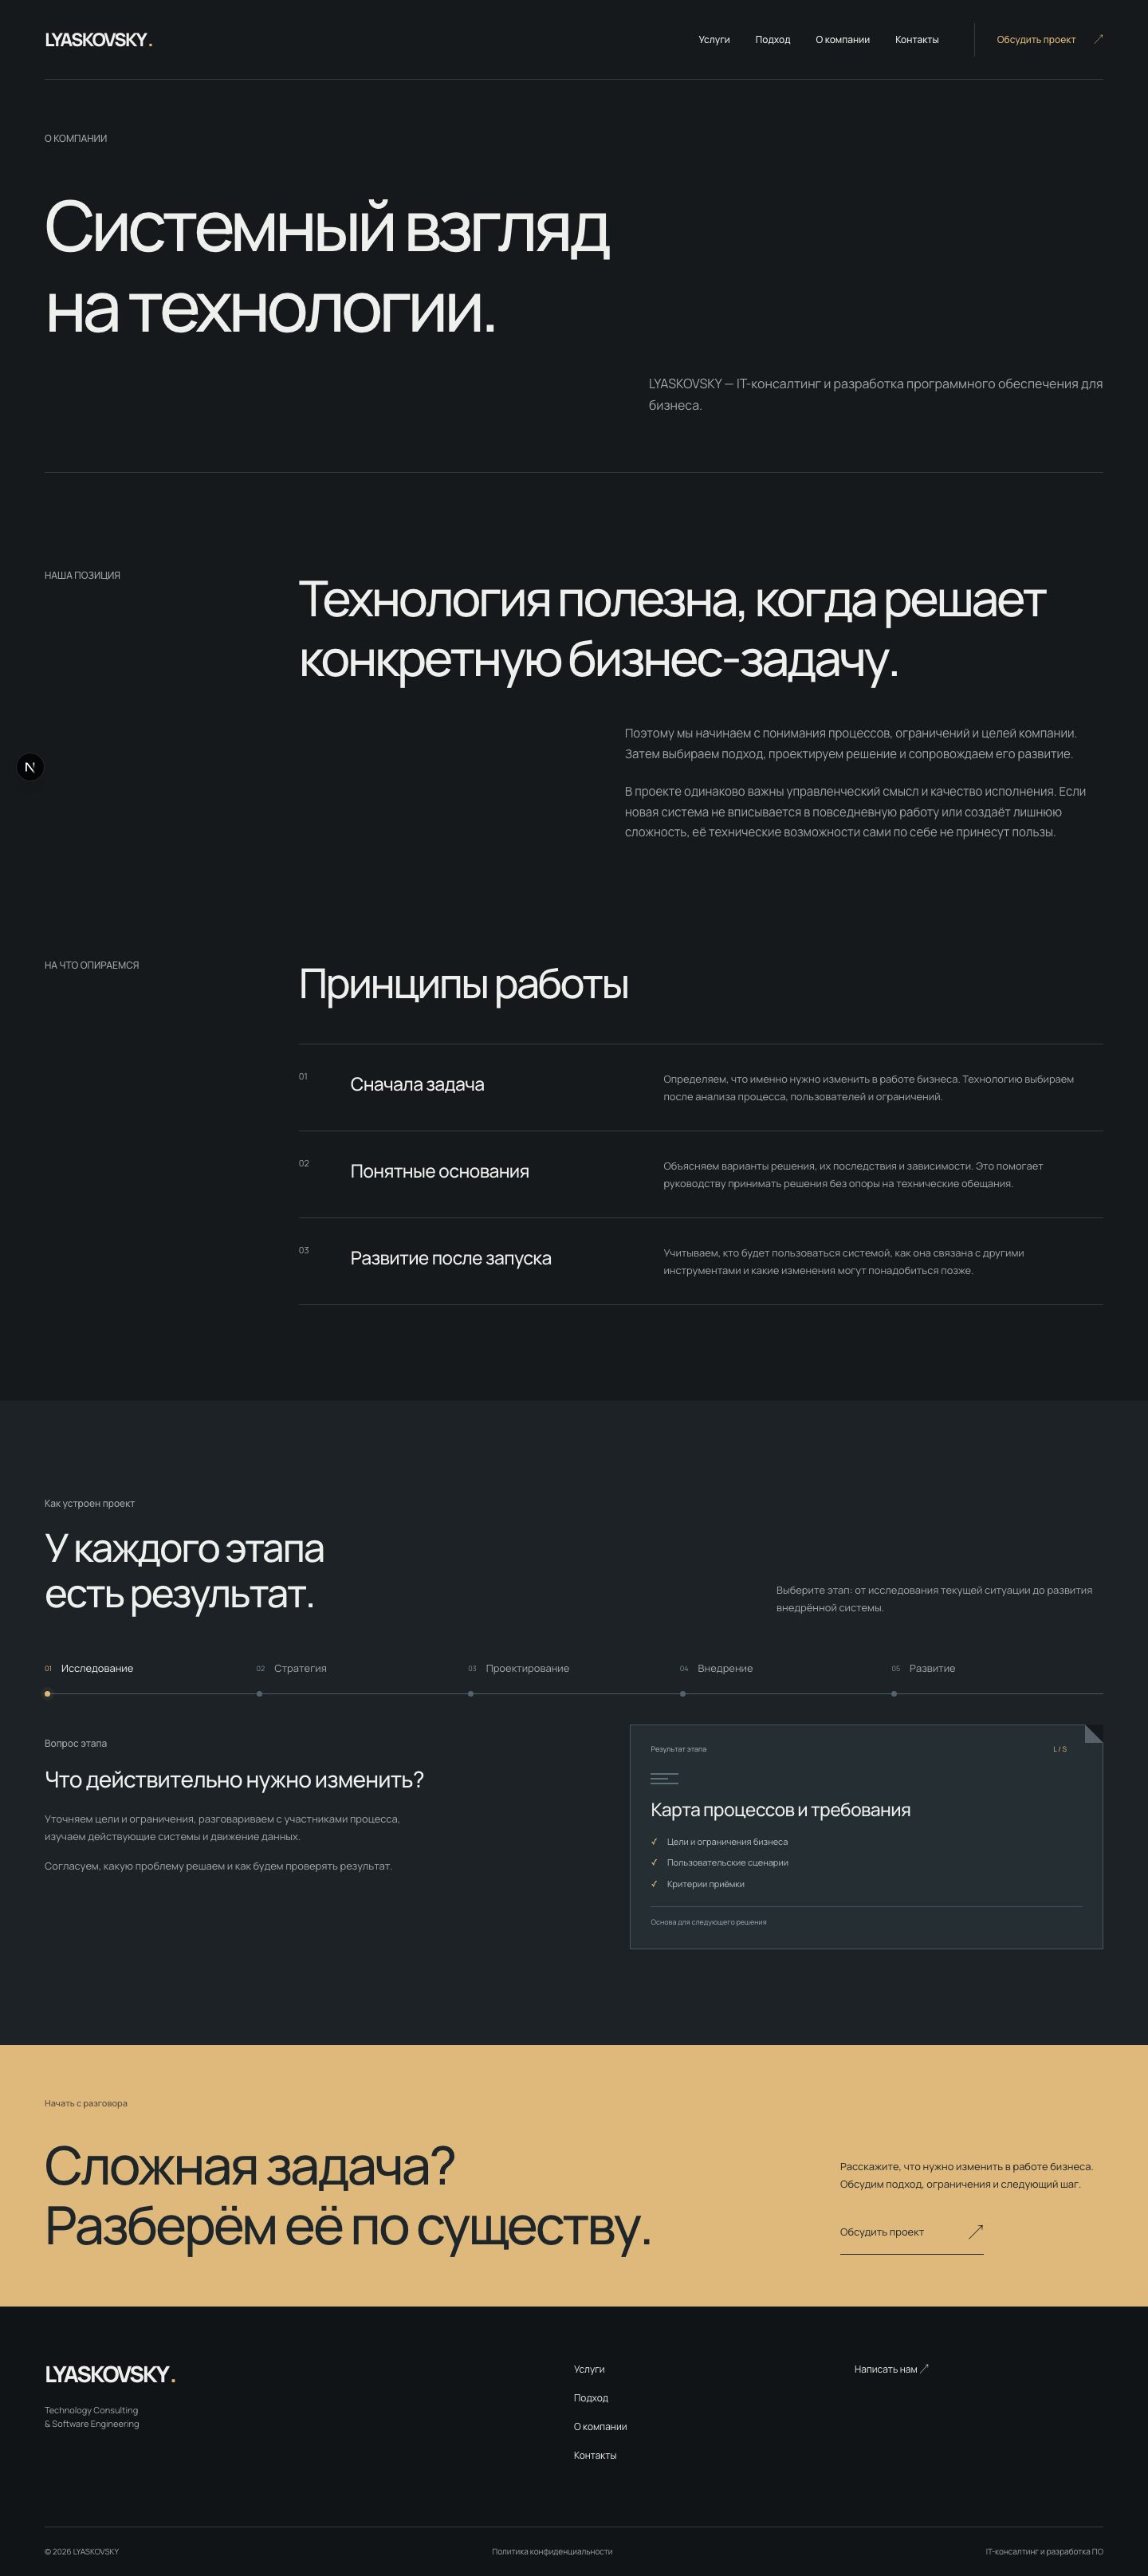 LYASKOVSKY.
Услуги
Подход
О компании
Контакты
Обсудить проект
О КОМПАНИИ
Системный взгляд
на технологии.
LYASKOVSKY — IT-консалтинг и разработка программного обеспечения для
бизнеса.
НАША ПОЗИЦИЯ
Технология полезна, когда решает
конкретную бизнес-задачу.
Поэтому мы начинаем с понимания процессов, ограничений и целей компании.
Затем выбираем подход, проектируем решение и сопровождаем его развитие.
N
В проекте одинаково важны управленческий смысл и качество исполнения. Если
новая система не вписывается в повседневную работу или создаёт лишнюю
сложность, её технические возможности сами по себе не принесут пользы.
НА ЧТО ОПИРАЕМСЯ
Принципы работы
01
Сначала задача
Определяем, что именно нужно изменить в работе бизнеса. Технологию выбираем
после анализа процесса, пользователей и ограничений.
02
Понятные основания
Объясняем варианты решения, их последствия и зависимости. Это помогает
руководству принимать решения без опоры на технические обещания.
03
Развитие после запуска
Учитываем, кто будет пользоваться системой, как она связана с другими
инструментами и какие изменения могут понадобиться позже.
Как устроен проект
У каждого этапа
есть результат.
Выберите этап: от исследования текущей ситуации до развития
внедрённой системы.
01 Исследование
02 Стратегия
03 Проектирование
04 Внедрение
05 Развитие
Вопрос этапа
Что действительно нужно изменить?
Уточняем цели и ограничения, разговариваем с участниками процесса,
изучаем действующие системы и движение данных.
Согласуем, какую проблему решаем и как будем проверять результат.
Результат этапа
L / S
Карта процессов и требования
✓ Цели и ограничения бизнеса
✓ Пользовательские сценарии
✓ Критерии приёмки
Основа для следующего решения
Начать с разговора
Сложная задача?
Разберём её по существу.
Расскажите, что нужно изменить в работе бизнеса.
Обсудим подход, ограничения и следующий шаг.
Обсудить проект
LYASKOVSKY.
Technology Consulting
& Software Engineering
Услуги
Подход
О компании
Контакты
Написать нам
© 2026 LYASKOVSKY
Политика конфиденциальности
IT-консалтинг и разработка ПО